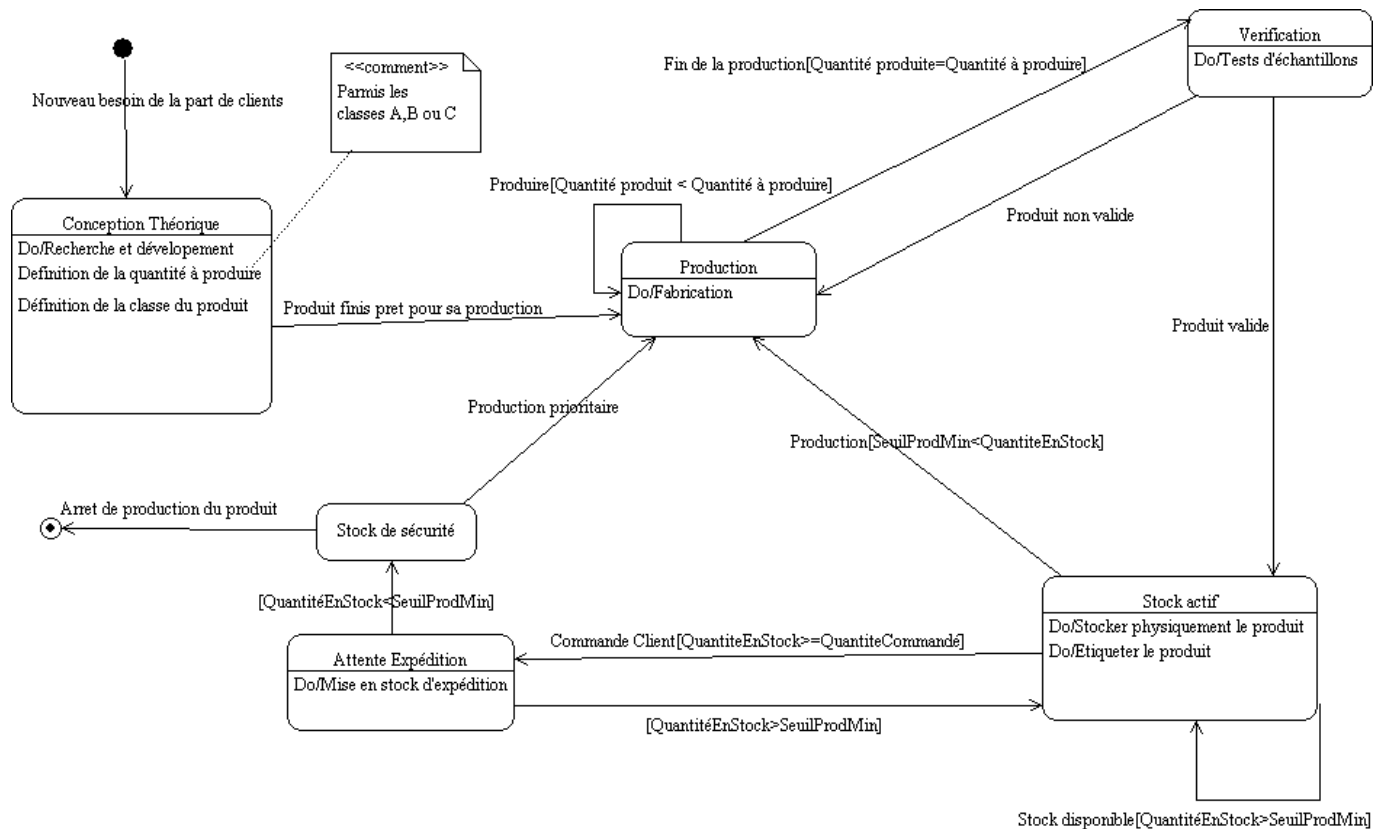 Verification
Do/Tests d'échantillons
<<comment>>
Parmis les
classes A,B ou C
Fin de la production[Quantité produite=Quantité à produire]
Nouveau besoin de la part de clients
Produire[Quantité produit < Quantité à produire]
Produit non valide
Conception Théorique
Do/Recherche et dévelopement
Definition de la quantité à produire
Définition de la classe du produit
Production
Do/Fabrication
Produit finis pret pour sa production
Produit valide
Production prioritaire
Production[SeuilProdMin<QuantiteEnStock]
Arret de production du produit
Stock de sécurité
[QuantitéEnStock<SeuilProdMin]
Stock actif
Do/Stocker physiquement le produit
Do/Etiqueter le produit
Commande Client[QuantiteEnStock>=QuantiteCommandé]
Attente Expédition
Do/Mise en stock d'expédition
[QuantitéEnStock>SeuilProdMin]
Stock disponible[QuantitéEnStock>SeuilProdMin]